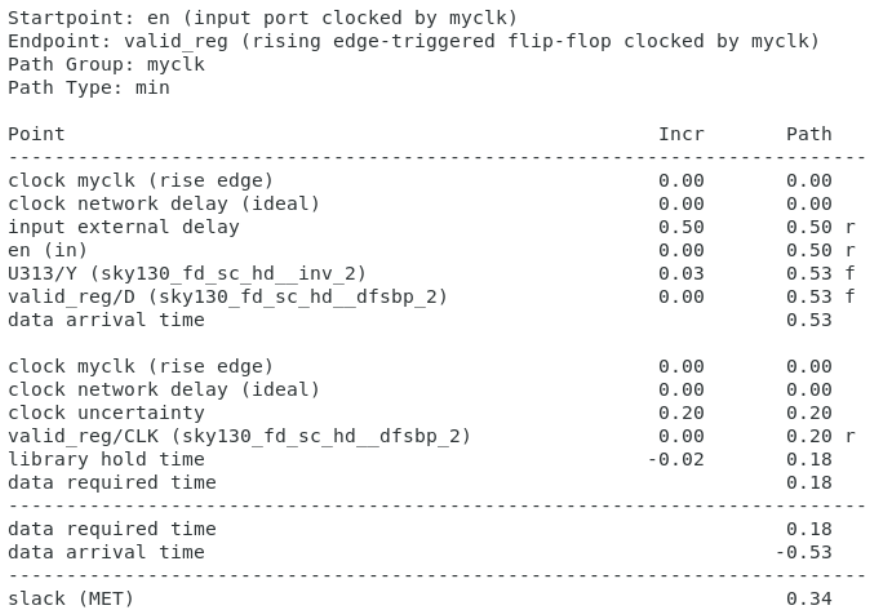 Startpoint: en (input port clocked by myclk)
Endpoint: valid_reg (rising edge-triggered flip-flop clocked by myclk)
Path Group: myclk
Path Type: min
Point                                                   Incr       Path
--------------------------------------------------------------------------
clock myclk (rise edge)                                 0.00       0.00
clock network delay (ideal)                             0.00       0.00
input external delay                                    0.50       0.50 r
en (in)                                                 0.00       0.50 r
U313/Y (sky130_fd_sc_hd__inv_2)                         0.03       0.53 f
valid_reg/D (sky130_fd_sc_hd__dfsbp_2)                  0.00       0.53 f
data arrival time                                                  0.53
clock myclk (rise edge)                                 0.00       0.00
clock network delay (ideal)                             0.00       0.00
clock uncertainty                                       0.20       0.20
valid_reg/CLK (sky130_fd_sc_hd__dfsbp_2)                0.00       0.20 r
library hold time                                      -0.02       0.18
data required time                                                 0.18
--------------------------------------------------------------------------
data required time                                                 0.18
data arrival time                                                 -0.53
--------------------------------------------------------------------------
slack (MET)                                                        0.34